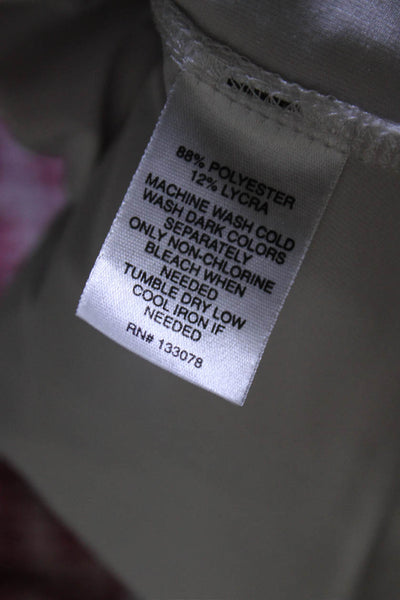 88% POLYESTER
12% LYCRA
MACHINE WASH COLD
WASH DARK COLORS
SEPARATELY
ONLY NON-CHLORINE
BLEACH WHEN
NEEDED
TUMBLE DRY LOW
COOL IRON IF
NEEDED
RN# 133078